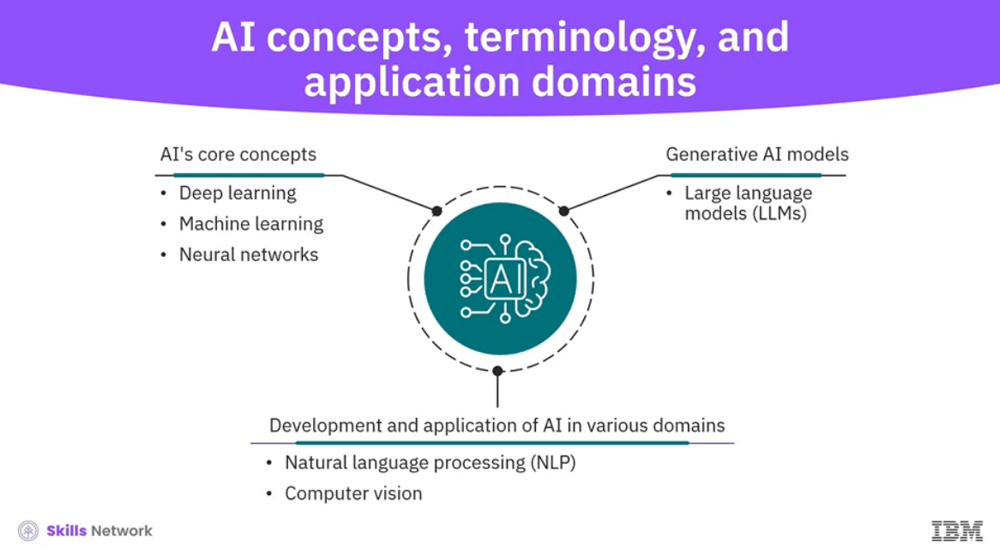 AI concepts, terminology, and
application domains
AI's core concepts
• Deep learning
• Machine learning
• Neural networks
Generative AI models
• Large language
models (LLMs)
AI
Development and application of AI in various domains
• Natural language processing (NLP)
• Computer vision
Skills Network
IBM